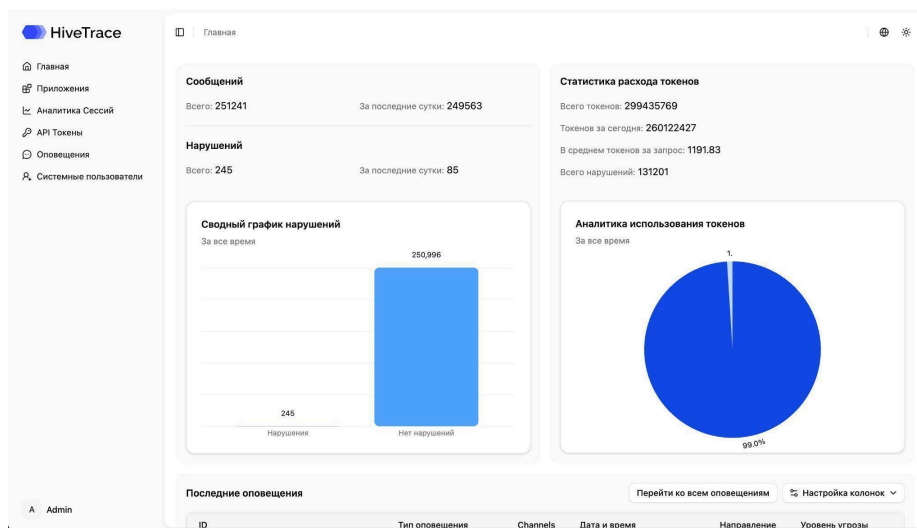 HiveTrace
Главная
Главная
Приложения
Аналитика Сессий
API Токены
Оповещения
Системные пользователи
Сообщений
Всего: 251241
За последние сутки: 249563
Нарушений
Всего: 245
За последние сутки: 85
Статистика расхода токенов
Всего токенов: 299435769
Токенов за сегодня: 260122427
В среднем токенов за запрос: 1191.83
Всего нарушений: 131201
Сводный график нарушений
За все время
250,996
245
Нарушения
Нет нарушений
Аналитика использования токенов
За все время
1.
99.0%
Последние оповещения
Перейти ко всем оповещениям
Настройка колонок
ID
Тип оповещения
Channels
Дата и время
Направление
Уровень угрозы
A
Admin